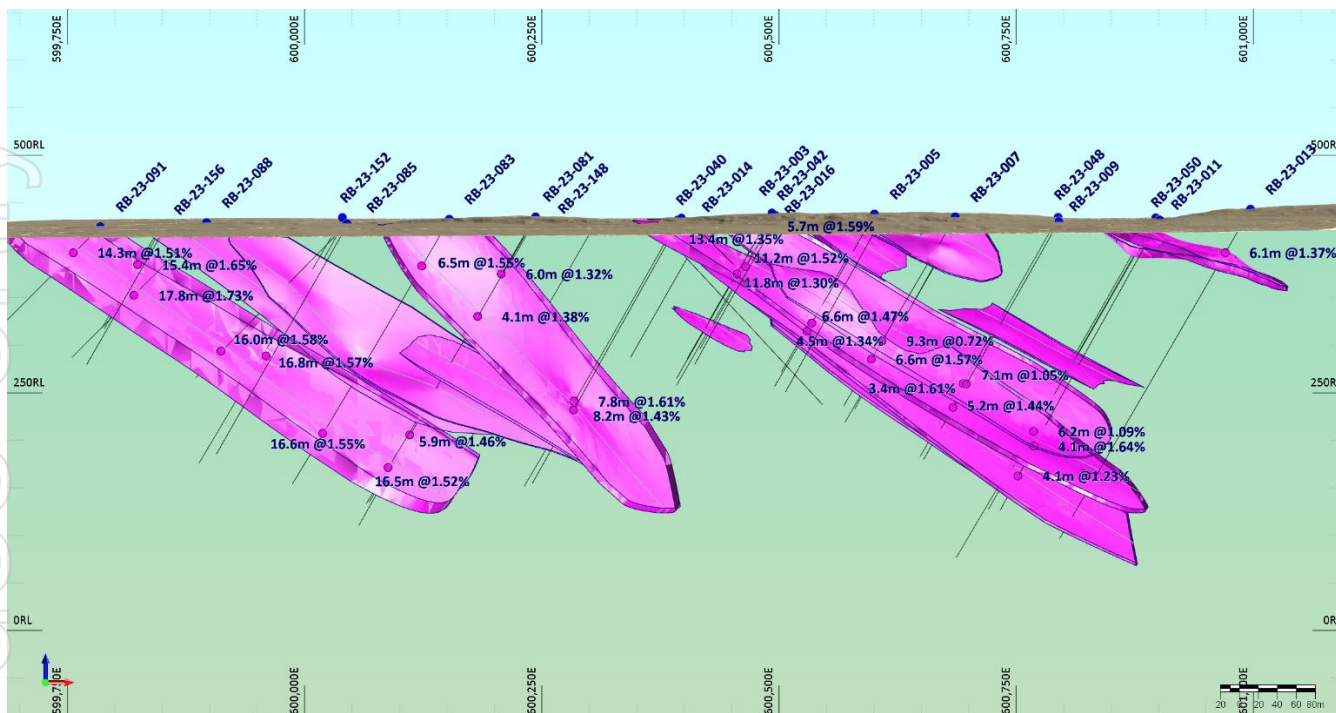 599,750E
600,000E
600,250E
600,500E
600,750E
601,000E
500RL
500R
RB-23-091
RB-23-156
RB-23-088
RB-23-152
RB-23-085
RB-23-083
RB-23-081
RB-23-148
RB-23-040
RB-23-014
RB-23-003
RB-23-042
RB-23-016
RB-23-005
RB-23-007
RB-23-048
RB-23-009
RB-23-050
RB-23-011
RB-23-013
5.7m @1.59%
13.4m @1.35%
14.3m @1.51%
6.1m @1.37%
15.4m @1.65%
6.5m @1.55%
11.2m @1.52%
6.0m @1.32%
11.8m @1.30%
17.8m @1.73%
4.1m @1.38%
6.6m @1.47%
16.0m @1.58%
4.5m @1.34%
9.3m @0.72%
16.8m @1.57%
6.6m @1.57%
7.1m @1.05%
250RL
3.4m @1.61%
250R
7.8m @1.61%
5.2m @1.44%
8.2m @1.43%
6.2m @1.09%
16.6m @1.55%
5.9m @1.46%
4.1m @1.64%
16.5m @1.52%
4.1m @1.23%
0RL
0R
599,750E
600,000E
600,250E
600,500E
600,750E
601,000E
20 0 20 40 60 80m